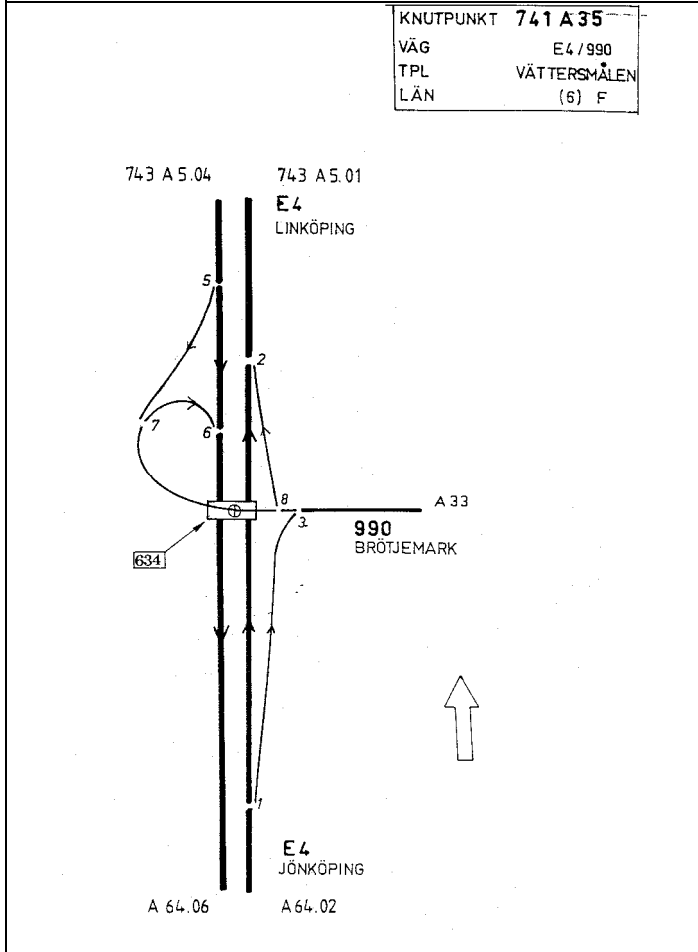 KNUTPUNKT 741 A35
VÄG E4/990
TPL VÄTTERSMÅLEN
LÄN (6) F
743 A 5.04 743 A 5.01
E4
LINKÖPING
5
2
7
6
8
3
A 33
990
BRÖTJEMARK
634
1
E4
JÖNKÖPING
A 64.06 A 64.02